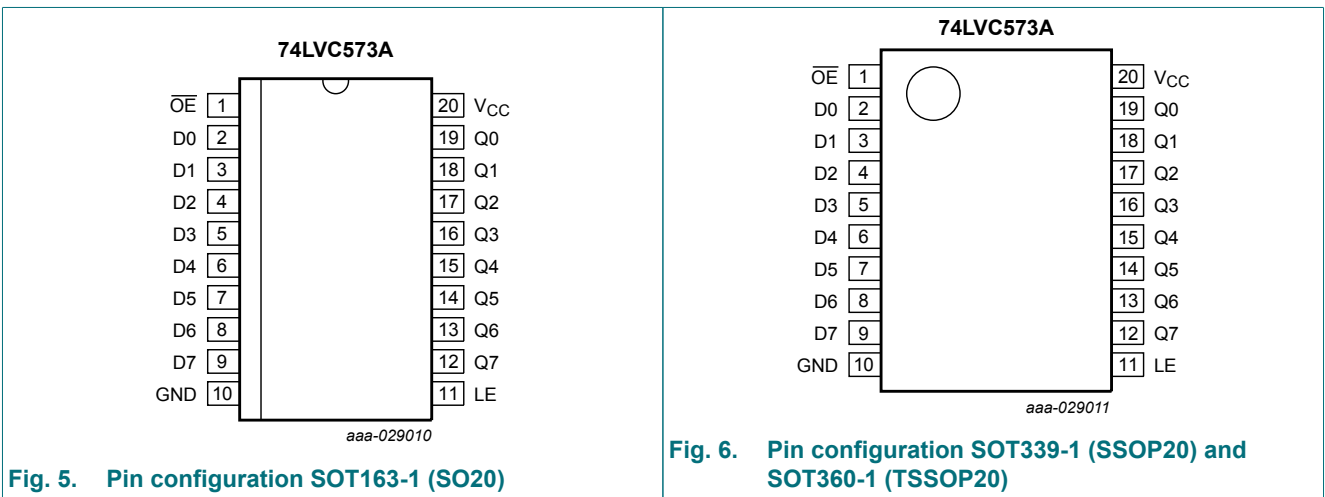 74LVC573A
OE 1 20 VCC
D0 2 19 Q0
D1 3 18 Q1
D2 4 17 Q2
D3 5 16 Q3
D4 6 15 Q4
D5 7 14 Q5
D6 8 13 Q6
D7 9 12 Q7
GND 10 11 LE
aaa-029010
Fig. 5. Pin configuration SOT163-1 (SO20)
74LVC573A
OE 1 20 VCC
D0 2 19 Q0
D1 3 18 Q1
D2 4 17 Q2
D3 5 16 Q3
D4 6 15 Q4
D5 7 14 Q5
D6 8 13 Q6
D7 9 12 Q7
GND 10 11 LE
aaa-029011
Fig. 6. Pin configuration SOT339-1 (SSOP20) and
SOT360-1 (TSSOP20)